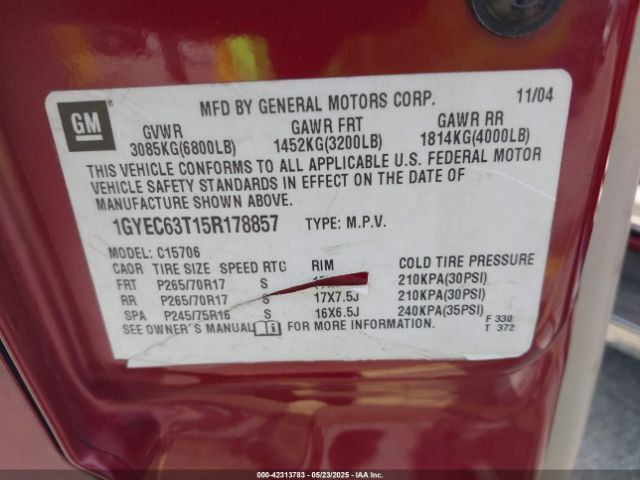 MFD BY GENERAL MOTORS CORP. 11/04
GM ®
GVWR GAWR FRT GAWR RR
3085KG(6800LB) 1452KG(3200LB) 1814KG(4000LB)
THIS VEHICLE CONFORMS TO ALL APPLICABLE U.S. FEDERAL MOTOR
VEHICLE SAFETY STANDARDS IN EFFECT ON THE DATE OF
MANUFACTURE SHOWN ABOVE.
1GYEC63T15R178857 TYPE: M.P.V.
MODEL: C15706
CAOR TIRE SIZE SPEED RTG RIM COLD TIRE PRESSURE
FRT P265/70R17 S 210KPA(30PSI)
RR P265/70R17 S 17X7.5J 210KPA(30PSI)
SPA P245/75R16 S 16X6.5J 240KPA(35PSI)
SEE OWNER'S MANUAL i FOR MORE INFORMATION.
F 330
T 372
000-42313783 - 05/23/2025 - IAAI.COM